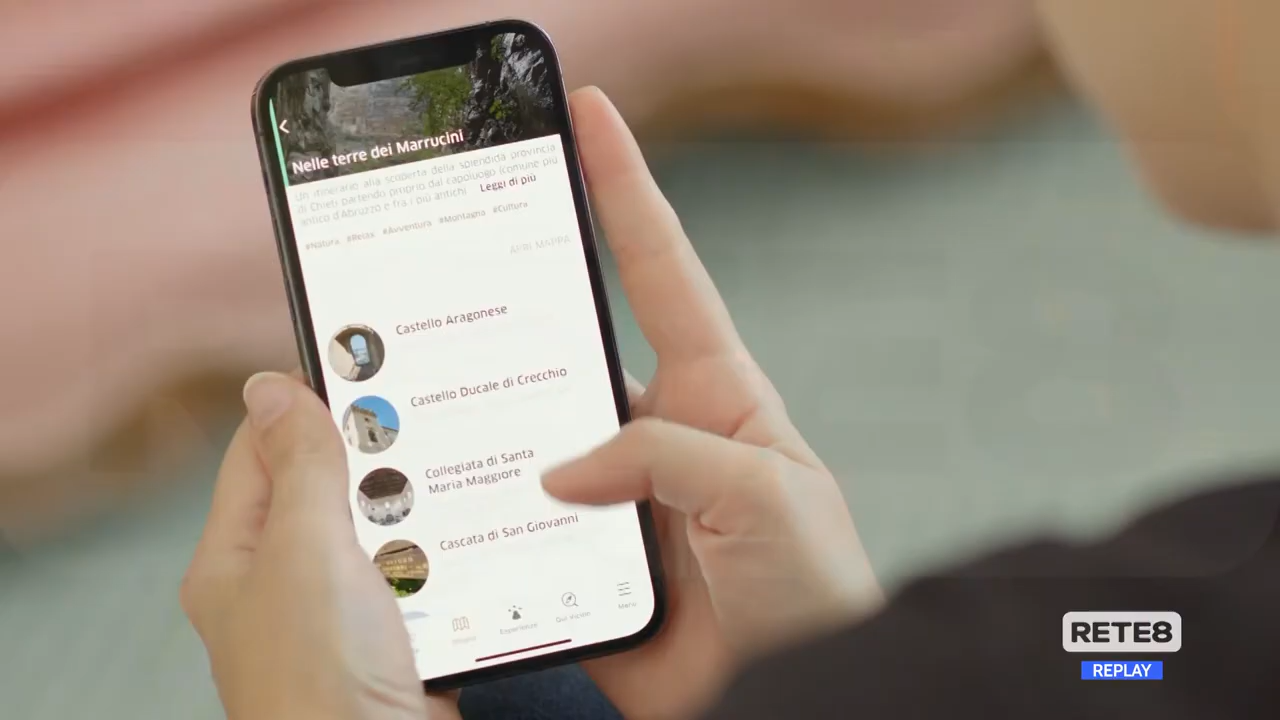 Nelle terre dei Marrucini
Un itinerario alla scoperta della splendida provincia
di Chieti partendo proprio dal capoluogo (comune più
antico d'Abruzzo e fra i più antichi
Leggi di più
#Natura #Relax #Avventura #Montagna #Cultura
APRI MAPPA
Castello Aragonese
Castello Ducale di Crecchio
Collegiata di Santa
Maria Maggiore
Cascata di San Giovanni
Esperienze
Qui vicino
Menu
RETE8
REPLAY